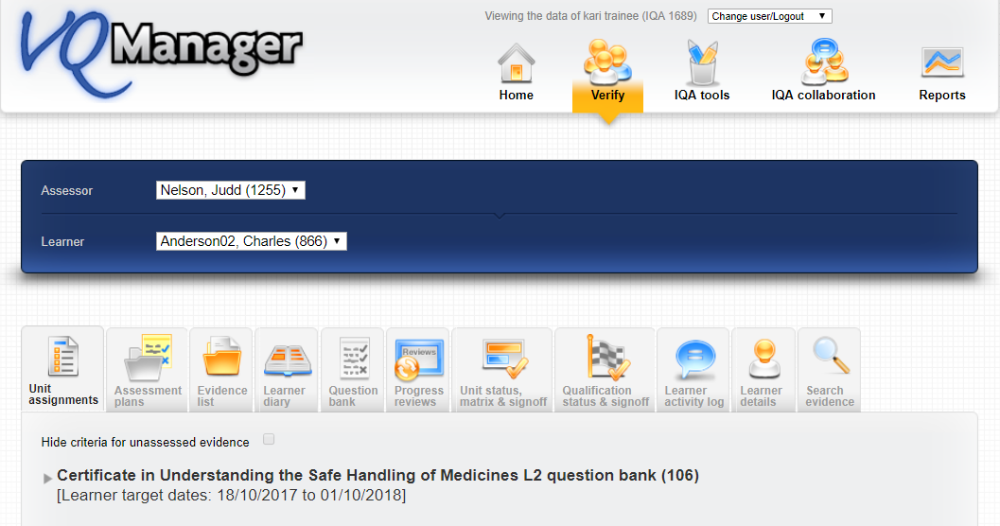 VQManager
Viewing the data of kari trainee (IQA 1689)
Change user/Logout
Home
Verify
IQA tools
IQA collaboration
Reports
Assessor
Nelson, Judd (1255)
Learner
Anderson02, Charles (866)
Unit
assignments
Assessment
plans
Evidence
list
Learner
diary
Question
bank
Reviews
Progress
reviews
Unit status,
matrix & signoff
Qualification
status & signoff
Learner
activity log
Learner
details
Search
evidence
Hide criteria for unassessed evidence
Certificate in Understanding the Safe Handling of Medicines L2 question bank (106)
[Learner target dates: 18/10/2017 to 01/10/2018]